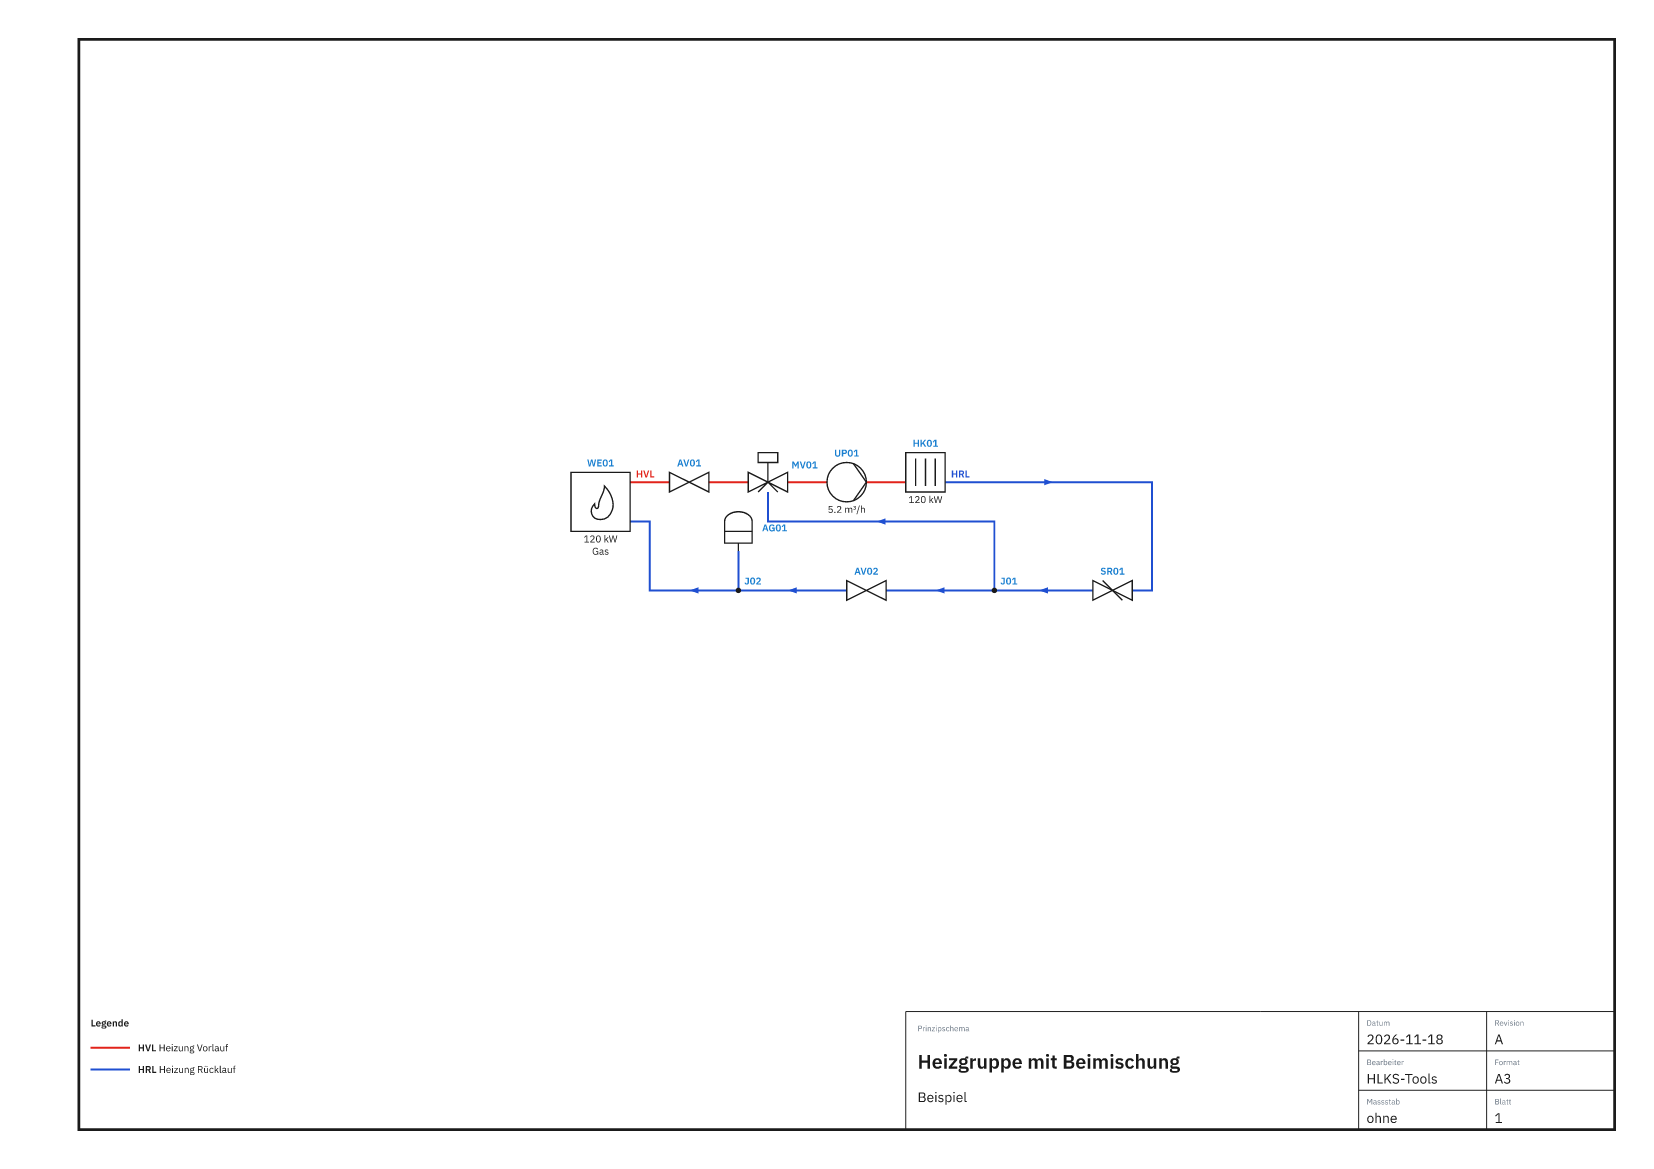 HK01
UP01
WE01
AV01
MV01
HVL
HRL
120 kW
5.2 m³/h
AG01
120 kW
Gas
AV02
SR01
J02
J01
Legende
HVL Heizung Vorlauf
HRL Heizung Rücklauf
Prinzipschema
Heizgruppe mit Beimischung
Beispiel
Datum
2026-11-18
Revision
A
Bearbeiter
HLKS-Tools
Format
A3
Massstab
ohne
Blatt
1